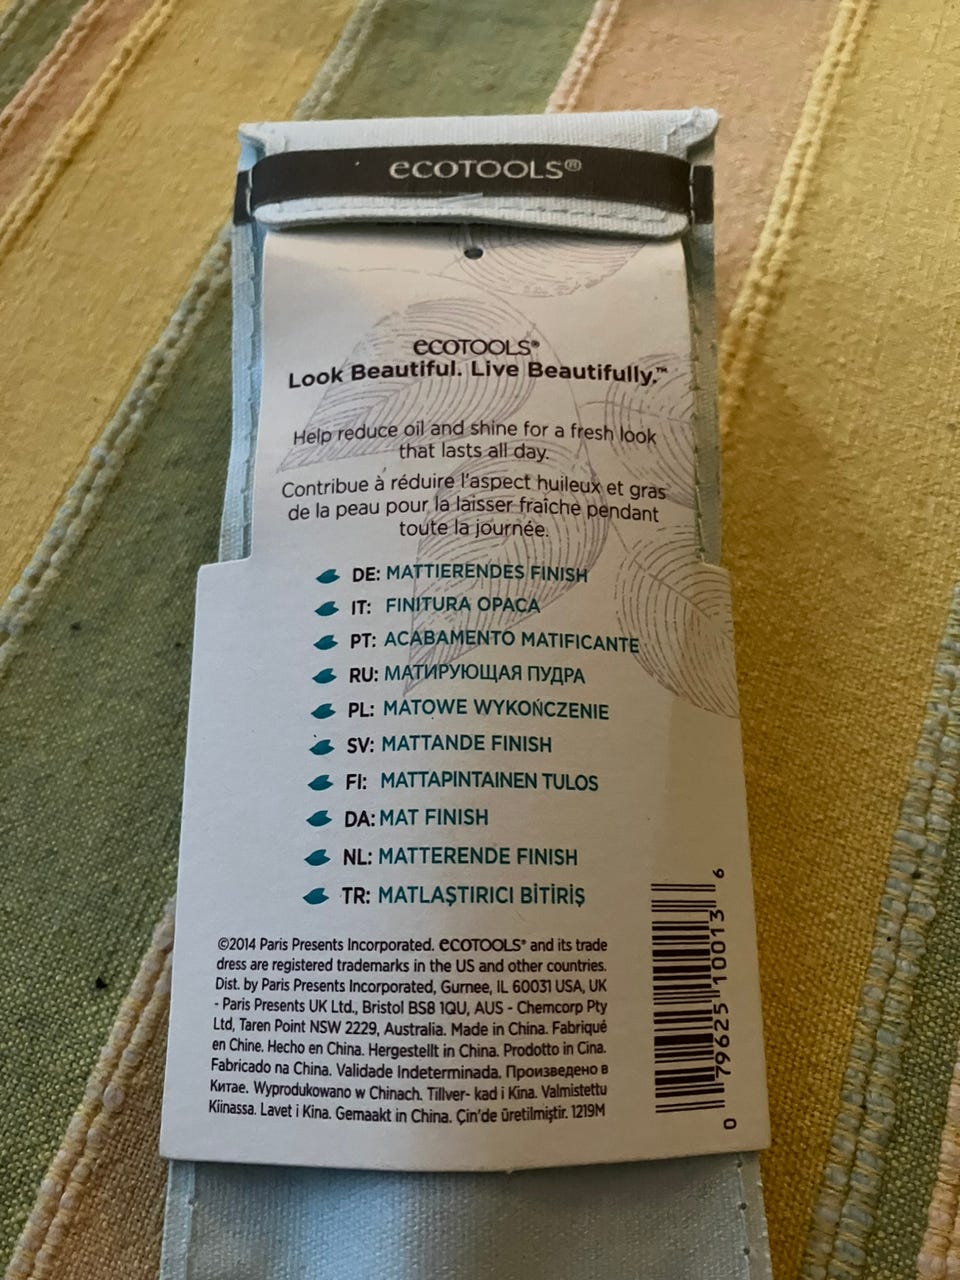 ecoTOOLS®
ecoTOOLS®
Look Beautiful. Live Beautifully.™
Help reduce oil and shine for a fresh look
that lasts all day.
Contribue à réduire l'aspect huileux et gras
de la peau pour la laisser fraîche pendant
toute la journée.
DE: MATTIERENDES FINISH
IT: FINITURA OPACA
PT: ACABAMENTO MATIFICANTE
RU: МАТИРУЮЩАЯ ПУДРА
PL: MATOWE WYKOŃCZENIE
SV: MATTANDE FINISH
FI: MATTAPINTAINEN TULOS
DA: MAT FINISH
NL: MATTERENDE FINISH
TR: MATLAŞTIRICI BİTİRİŞ
©2014 Paris Presents Incorporated. ecoTOOLS® and its trade
dress are registered trademarks in the US and other countries.
Dist. by Paris Presents Incorporated, Gurnee, IL 60031 USA, UK
- Paris Presents UK Ltd., Bristol BS8 1QU, AUS - Chemcorp Pty
Ltd, Taren Point NSW 2229, Australia. Made in China. Fabriqué
en Chine. Hecho en China. Hergestellt in China. Prodotto in Cina.
Fabricado na China. Validade Indeterminada. Произведено в
Китае. Wyprodukowano w Chinach. Tillver- kad i Kina. Valmistettu
Kiinassa. Lavet i Kina. Gemaakt in China. Çin'de üretilmiştir. 1219M
0 79625 10013 6